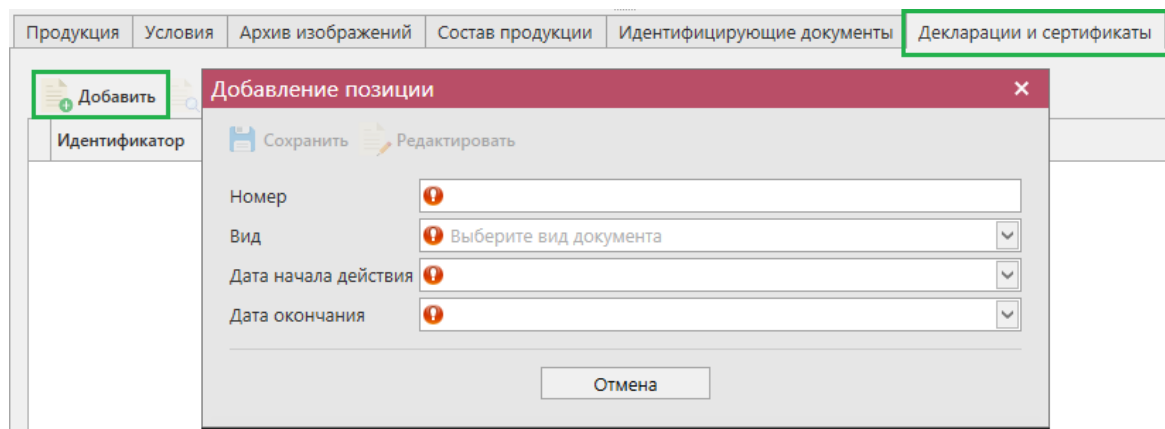 Продукция Условия Архив изображений Состав продукции Идентифицирующие документы Декларации и сертификаты
Добавить
Добавление позиции
Идентификатор
Сохранить Редактировать
Номер
Вид Выберите вид документа
Дата начала действия
Дата окончания
Отмена